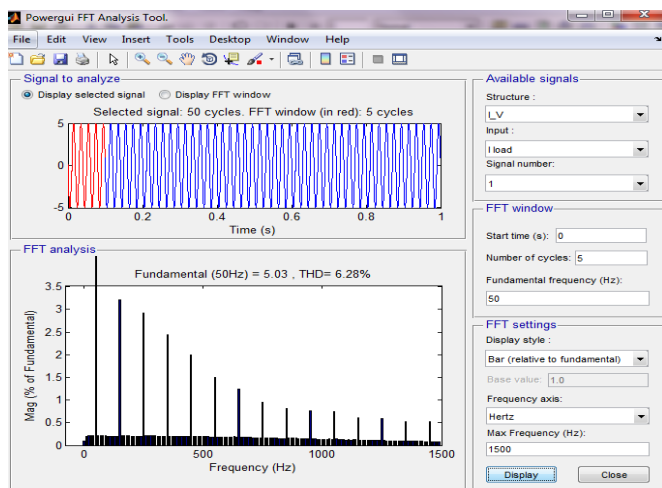 Powergui FFT Analysis Tool.
File Edit View Insert Tools Desktop Window Help
Signal to analyze
Display selected signal Display FFT window
Selected signal: 50 cycles. FFT window (in red): 5 cycles
5
0
-5
0 0.2 0.4 0.6 0.8 1
Time (s)
FFT analysis
Fundamental (50Hz) = 5.03 , THD= 6.28%
3.5
3
2.5
2
1.5
1
0.5
0
Mag (% of Fundamental)
0 500 1000 1500
Frequency (Hz)
Available signals
Structure :
I_V
Input :
I load
Signal number:
1
FFT window
Start time (s): 0
Number of cycles: 5
Fundamental frequency (Hz):
50
FFT settings
Display style :
Bar (relative to fundamental)
Base value: 1.0
Frequency axis:
Hertz
Max Frequency (Hz):
1500
Display Close